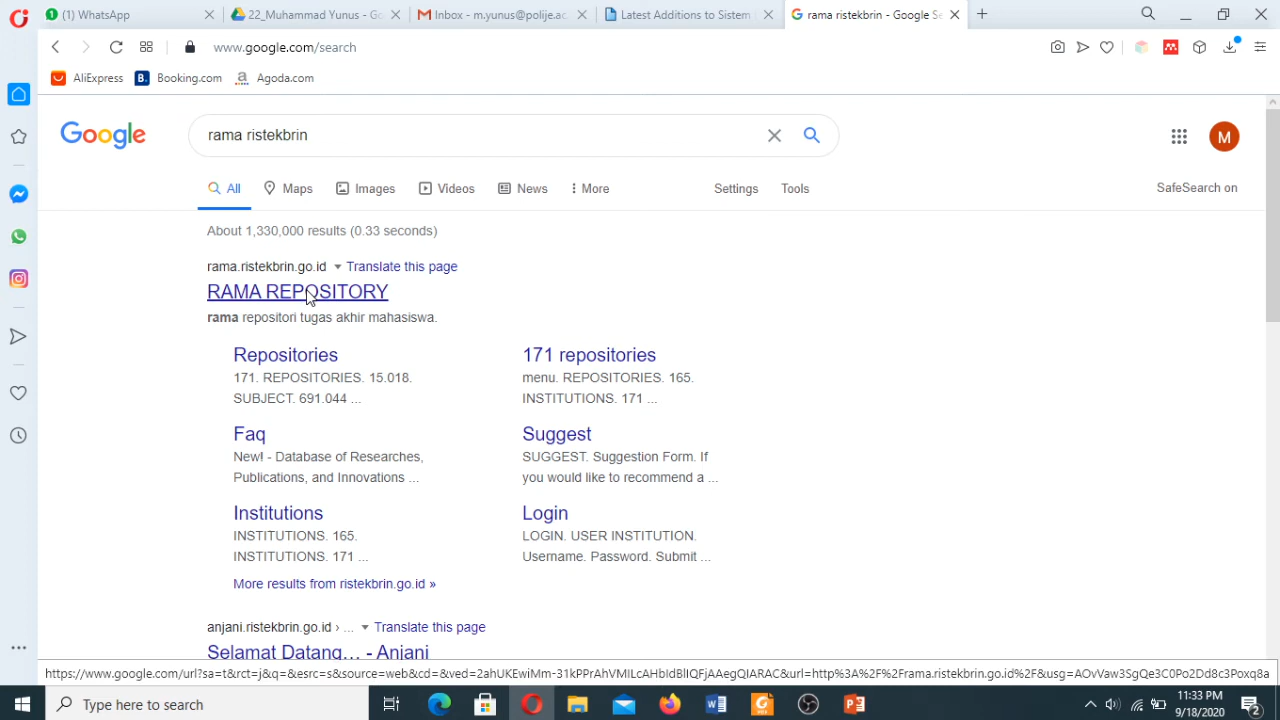 WhatsApp
22_Muhammad Yunus - Go
Inbox - m.yunus@polije.ac
Latest Additions to Sistem I
rama ristekbrin - Google Se
www.google.com/search
AliExpress
Booking.com
Agoda.com
Google
rama ristekbrin
M
All
Maps
Images
Videos
News
More
Settings
Tools
SafeSearch on
About 1,330,000 results (0.33 seconds)
rama.ristekbrin.go.id Translate this page
RAMA REPOSITORY
rama repositori tugas akhir mahasiswa.
Repositories
171. REPOSITORIES. 15.018.
SUBJECT. 691.044 ...
171 repositories
menu. REPOSITORIES. 165.
INSTITUTIONS. 171 ...
Faq
New! - Database of Researches,
Publications, and Innovations ...
Suggest
SUGGEST. Suggestion Form. If
you would like to recommend a ...
Institutions
INSTITUTIONS. 165.
INSTITUTIONS. 171 ...
Login
LOGIN. USER INSTITUTION.
Username. Password. Submit ...
More results from ristekbrin.go.id »
anjani.ristekbrin.go.id › ... Translate this page
Selamat Datang... - Anjani
https://www.google.com/url?sa=t&rct=j&q=&esrc=s&source=web&cd=&ved=2ahUKEwiMm-31kPPrAhVMILcAHbIdBlIQFjAAegQIARAC&url=http%3A%2F%2Frama.ristekbrin.go.id%2F&usg=AOvVaw3SgQe3C0Po2Dd8c3Poxq8a
Type here to search
11:33 PM
9/18/2020
2